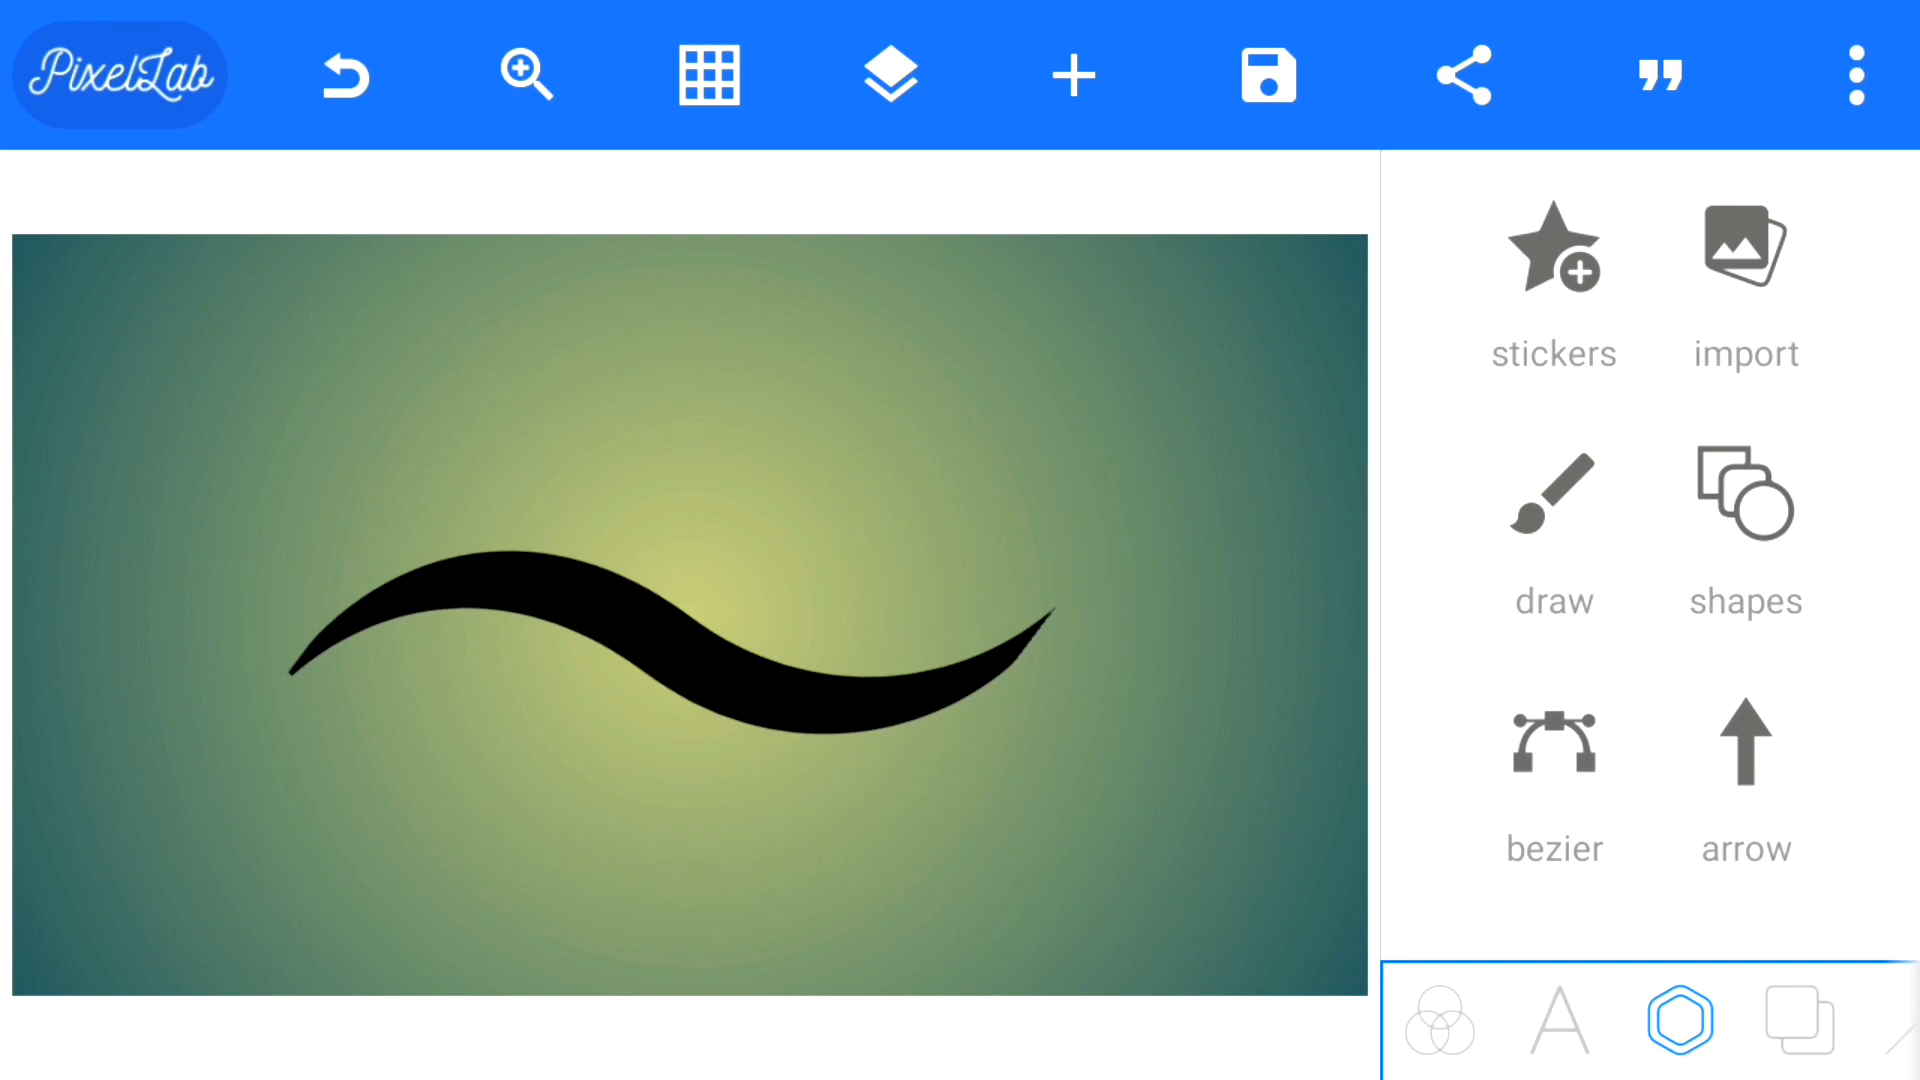 PixelLab
stickers
import
draw
shapes
bezier
arrow